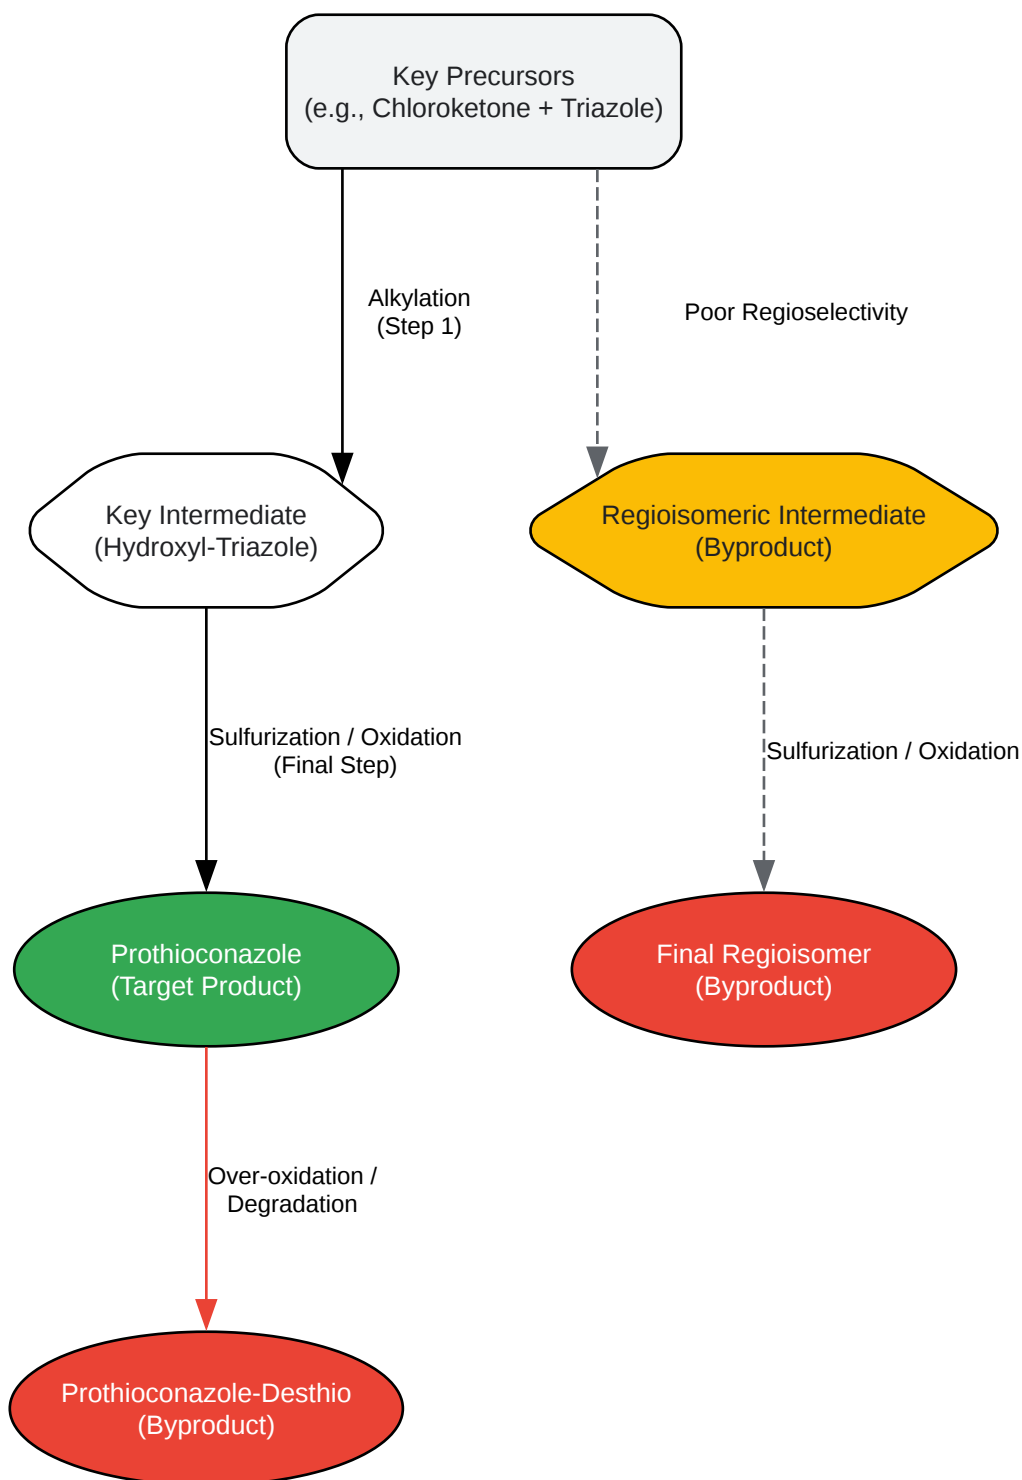 Key Precursors
(e.g., Chloroketone + Triazole)
Alkylation
(Step 1)
Poor Regioselectivity
Key Intermediate
(Hydroxyl-Triazole)
Regioisomeric Intermediate
(Byproduct)
Sulfurization / Oxidation
(Final Step)
Sulfurization / Oxidation
Prothioconazole
(Target Product)
Final Regioisomer
(Byproduct)
Over-oxidation /
Degradation
Prothioconazole-Desthio
(Byproduct)